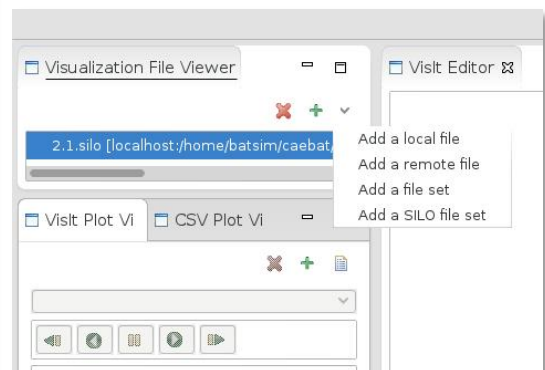 Visualization File Viewer
VisIt Editor
2.1.silo [localhost:/home/batsim/caebat/
Add a local file
Add a remote file
Add a file set
Add a SILO file set
VisIt Plot Vi
CSV Plot Vi